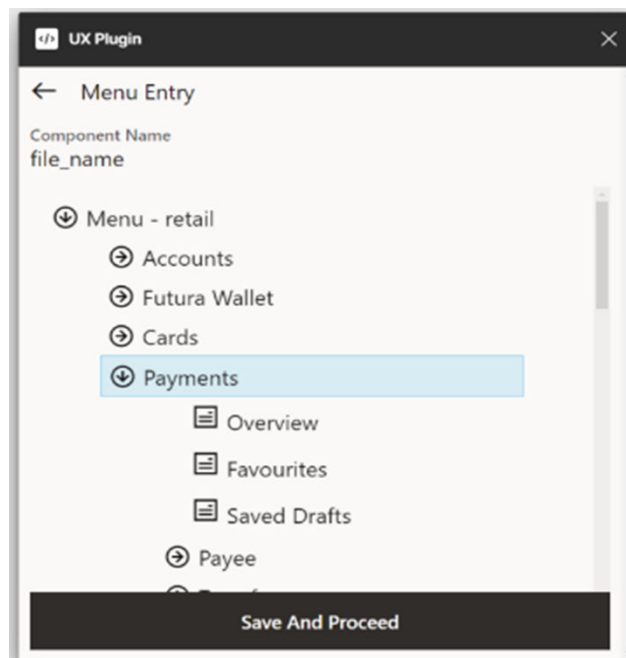 UX Plugin
Menu Entry
Component Name
file_name
Menu - retail
Accounts
Futura Wallet
Cards
Payments
Overview
Favourites
Saved Drafts
Payee
Save And Proceed